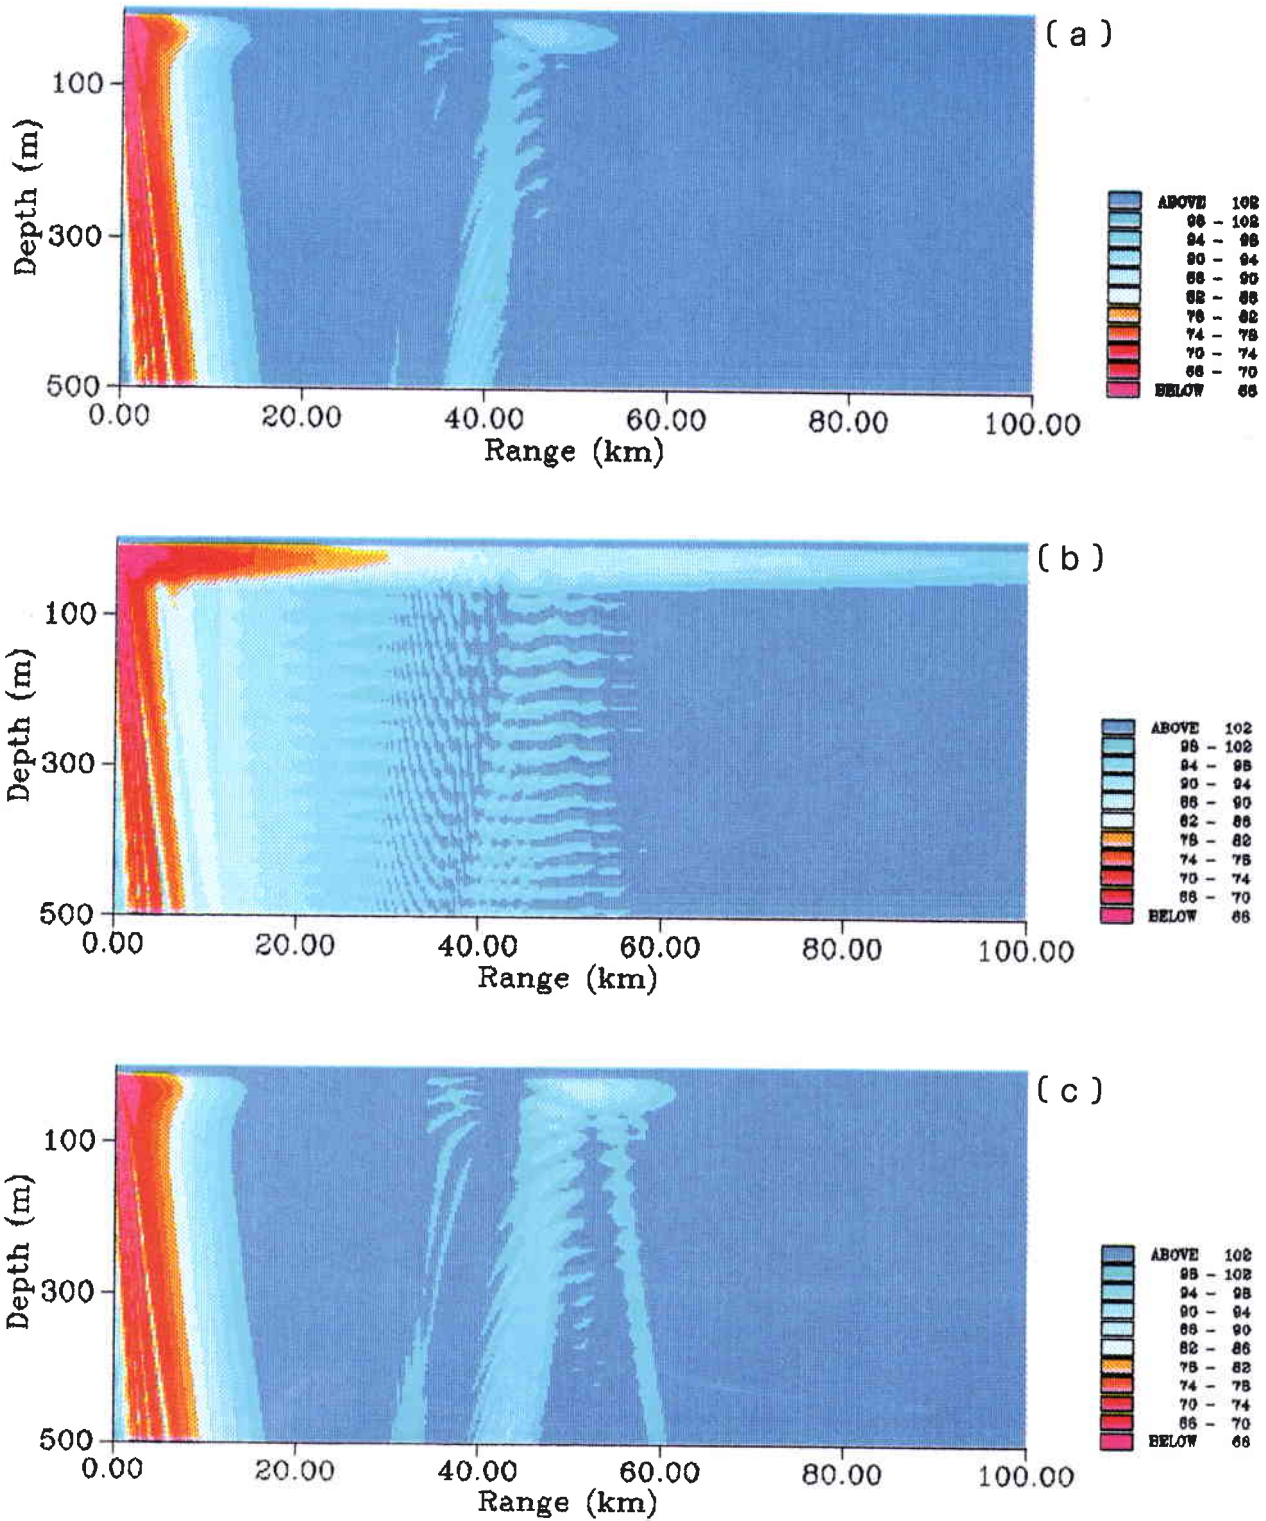 (a)
100
300
500
Depth (m)
0.00 20.00 40.00 60.00 80.00 100.00
Range (km)
ABOVE 102
98 - 102
94 - 98
90 - 94
86 - 90
82 - 86
78 - 82
74 - 78
70 - 74
66 - 70
BELOW 66
(b)
100
300
500
Depth (m)
0.00 20.00 40.00 60.00 80.00 100.00
Range (km)
ABOVE 102
98 - 102
94 - 98
90 - 94
86 - 90
82 - 86
78 - 82
74 - 78
70 - 74
66 - 70
BELOW 66
(c)
100
300
500
Depth (m)
0.00 20.00 40.00 60.00 80.00 100.00
Range (km)
ABOVE 102
98 - 102
94 - 98
90 - 94
86 - 90
82 - 86
78 - 82
74 - 78
70 - 74
66 - 70
BELOW 66